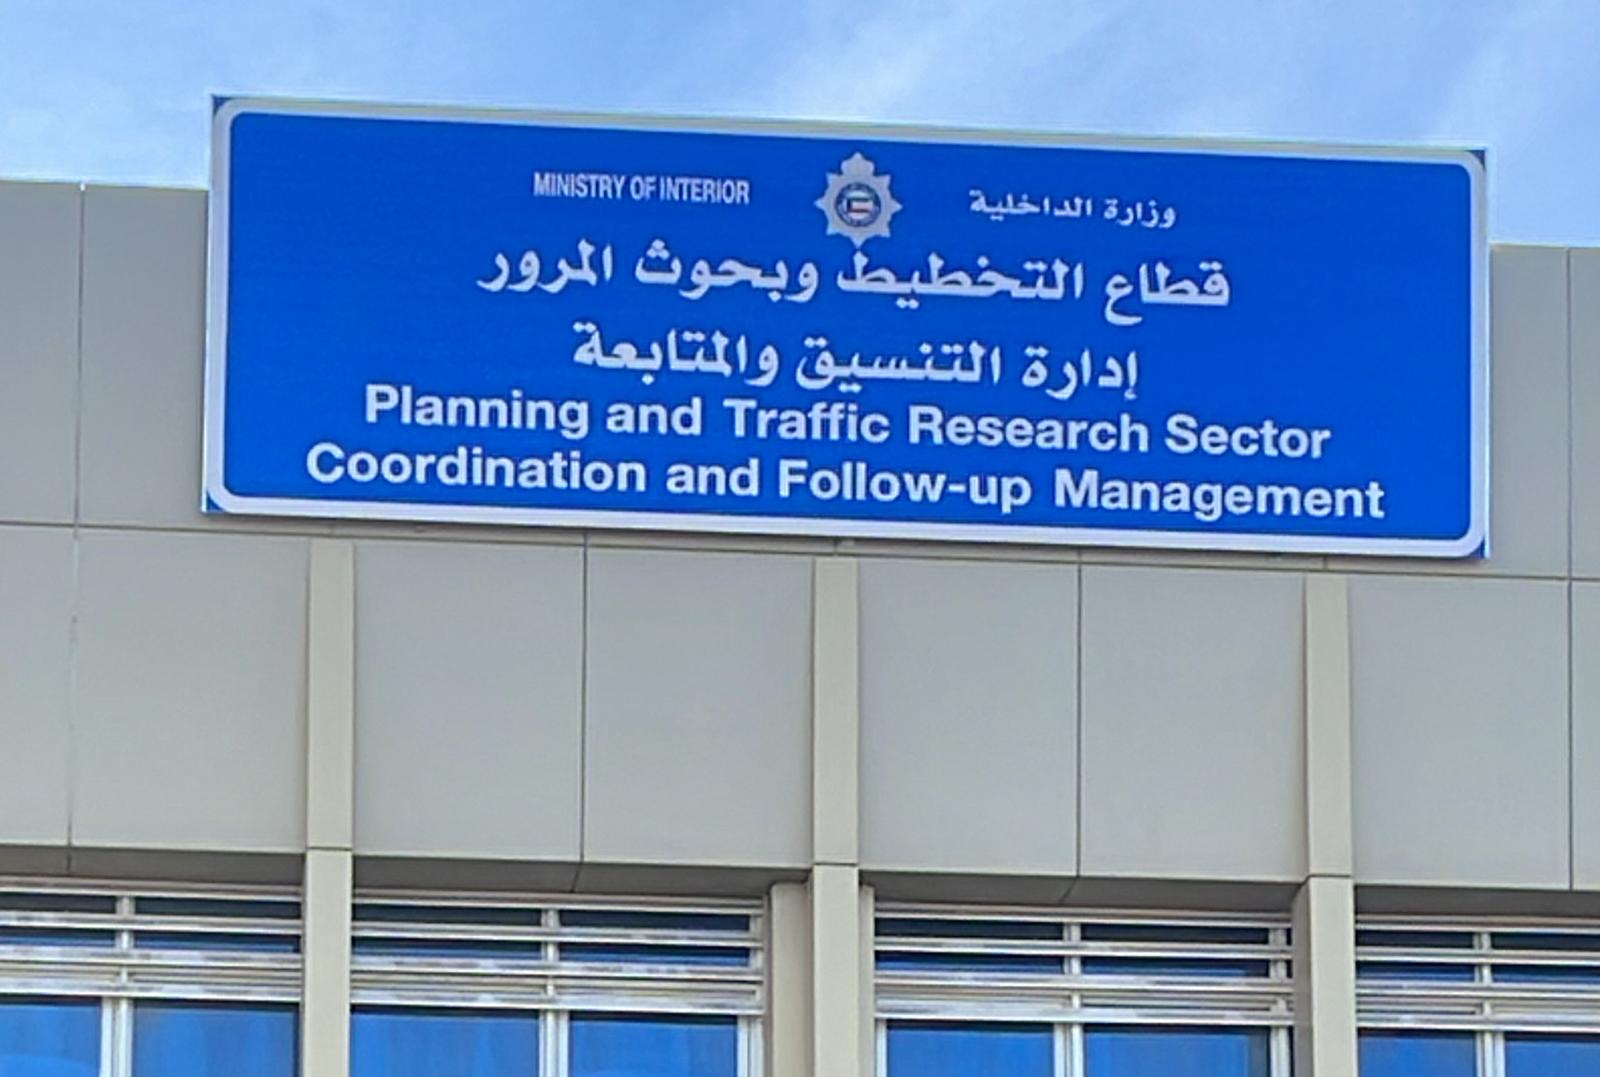 MINISTRY OF INTERIOR وزارة الداخلية
قطاع التخطيط وبحوث المرور
إدارة التنسيق والمتابعة
Planning and Traffic Research Sector
Coordination and Follow-up Management